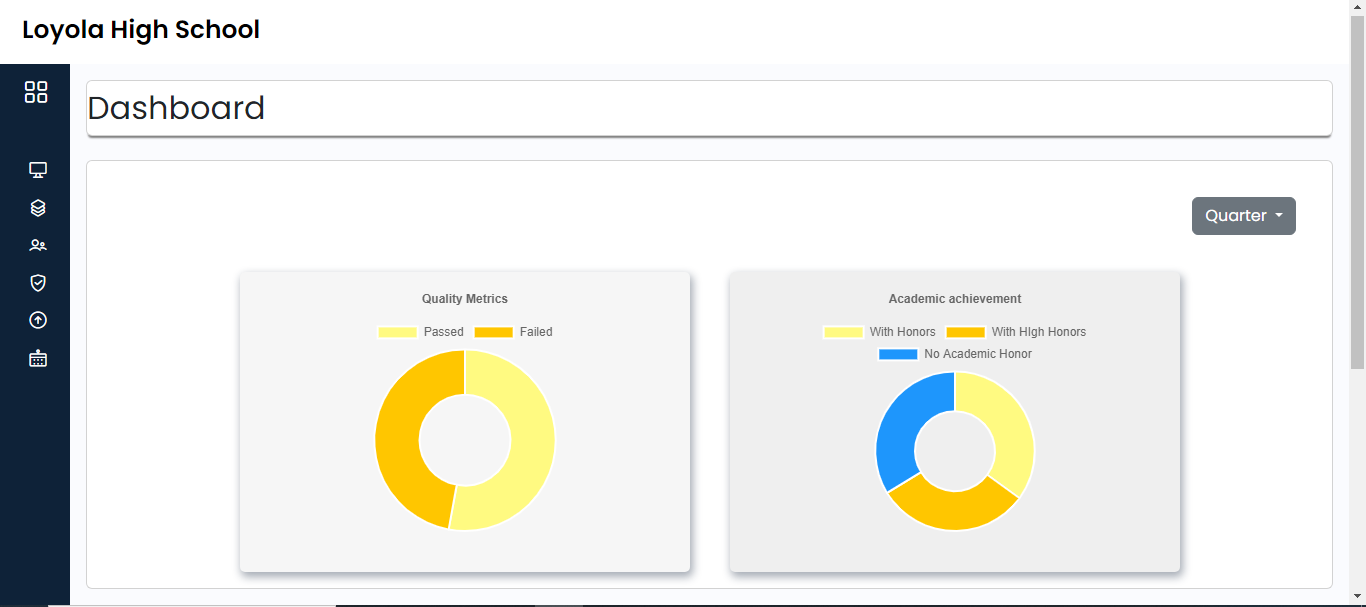 Loyola High School
Dashboard
Quarter
Quality Metrics
Passed Failed
Academic achievement
With Honors With HIgh Honors
No Academic Honor